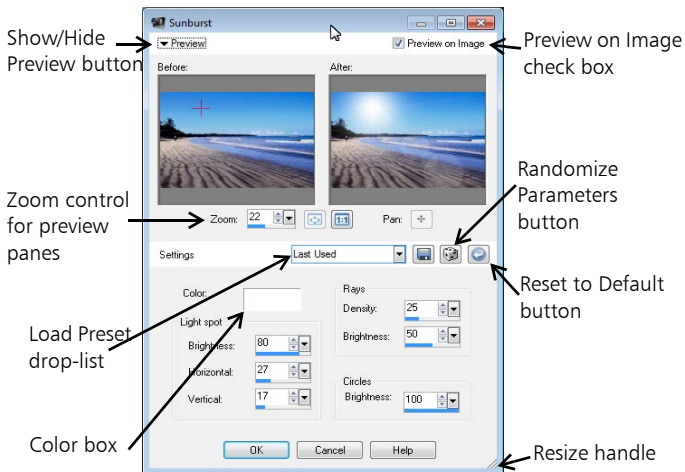 Sunburst
Show/Hide
Preview button
Preview
Preview on Image
Preview on Image
check box
Before:
After:
Randomize
Parameters
button
Zoom control
for preview
panes
Zoom: 22
1:1
Pan:
Settings
Last Used
Reset to Default
button
Load Preset
drop-list
Color:
Light spot
Brightness: 80
Horizontal: 27
Vertical: 17
Rays
Density: 25
Brightness: 50
Circles
Brightness: 100
Color box
OK
Cancel
Help
Resize handle